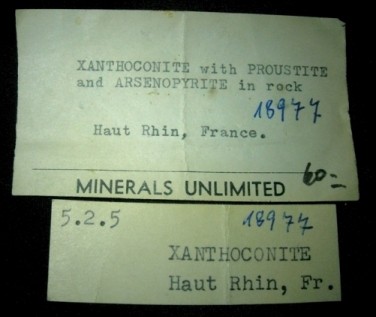 XANTHOCONITE with PROUSTITE
and ARSENOPYRITE in rock
18977
Haut Rhin, France.
MINERALS UNLIMITED 60=
5.2.5 18977
XANTHOCONITE
Haut Rhin, Fr.